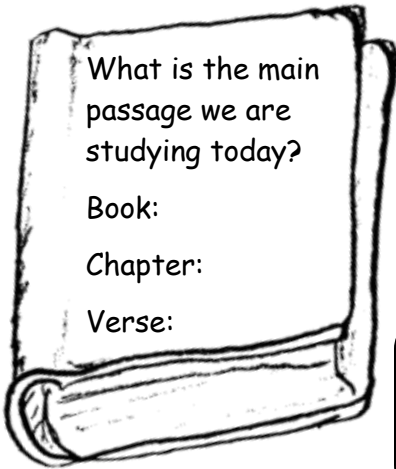 What is the main
passage we are
studying today?
Book:
Chapter:
Verse: